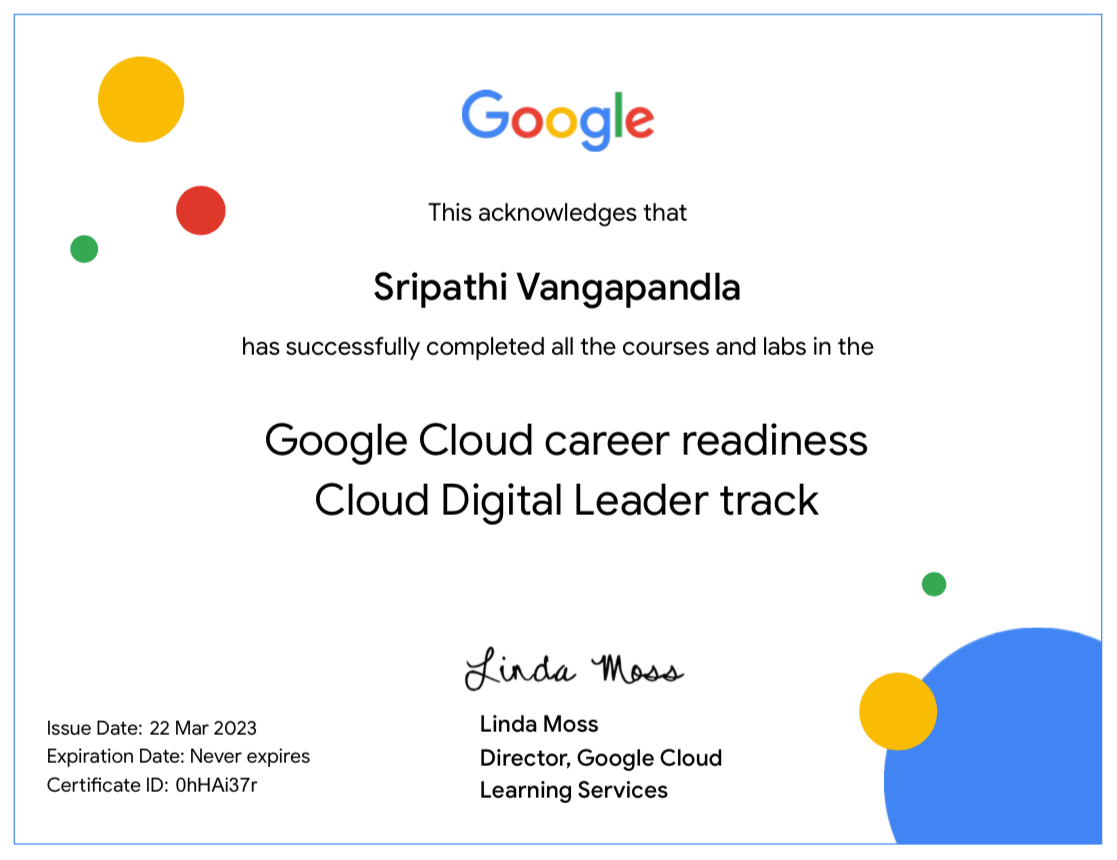 Google
This acknowledges that
Sripathi Vangapandla
has successfully completed all the courses and labs in the
Google Cloud career readiness
Cloud Digital Leader track
Linda Moss
Linda Moss
Director, Google Cloud
Learning Services
Issue Date: 22 Mar 2023
Expiration Date: Never expires
Certificate ID: 0hHAi37r